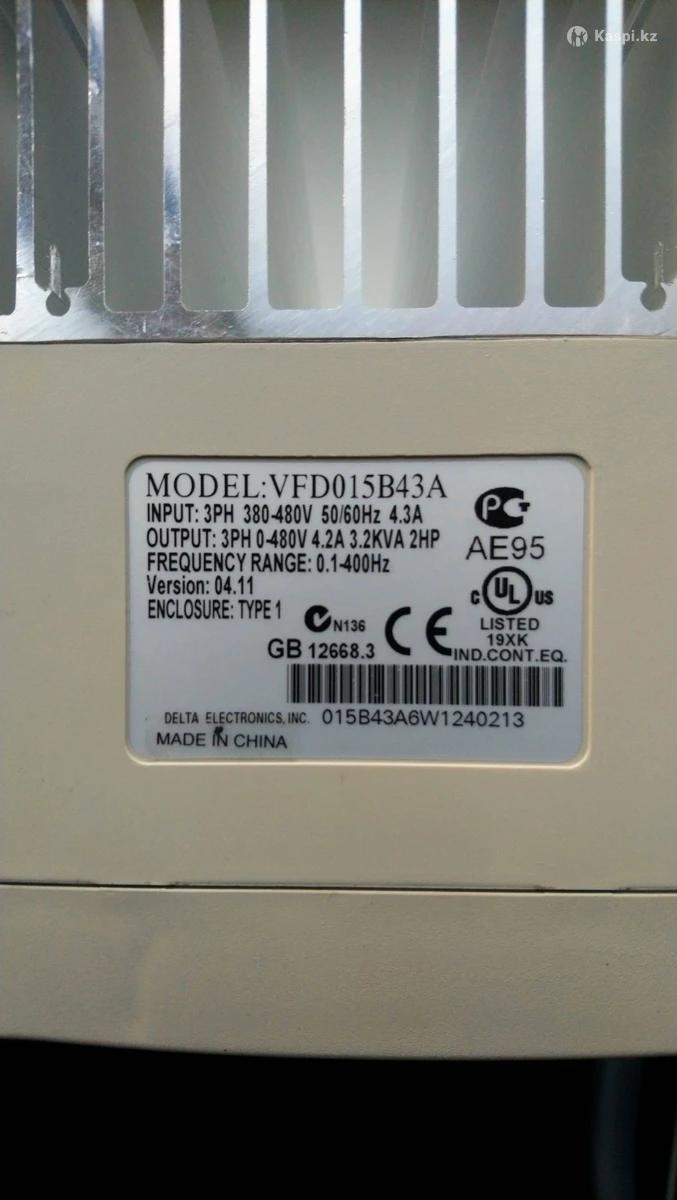 Kaspi.kz
MODEL:VFD015B43A
INPUT: 3PH 380-480V 50/60Hz 4.3A
OUTPUT: 3PH 0-480V 4.2A 3.2KVA 2HP
FREQUENCY RANGE: 0.1-400Hz
Version: 04.11
ENCLOSURE: TYPE 1
РСТ
AE95
c UL us
LISTED
19XK
IND.CONT.EQ.
N136
CE
GB 12668.3
DELTA ELECTRONICS, INC. 015B43A6W1240213
MADE IN CHINA